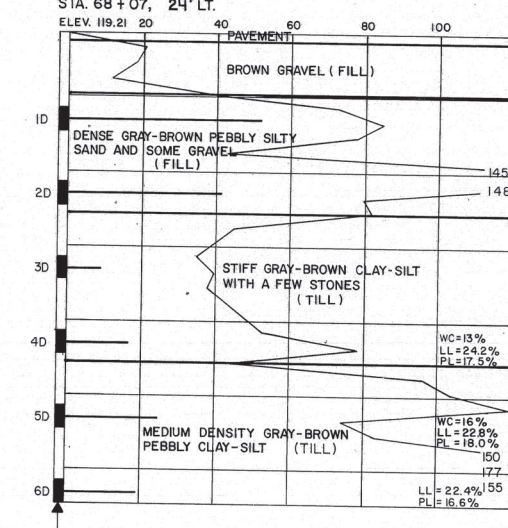 STA. 68 + 07, 24' LT.
ELEV. 119.21 20 40 60 80 100
PAVEMENT
BROWN GRAVEL (FILL)
1D
DENSE GRAY-BROWN PEBBLY SILTY
SAND AND SOME GRAVEL
(FILL)
145
2D
148
3D
STIFF GRAY-BROWN CLAY-SILT
WITH A FEW STONES
(TILL)
4D
WC=13%
LL=24.2%
PL=17.5%
5D
WC=16%
LL=22.8%
PL=18.0%
MEDIUM DENSITY GRAY-BROWN
PEBBLY CLAY-SILT (TILL)
150
177
155
6D
LL=22.4%
PL=16.6%